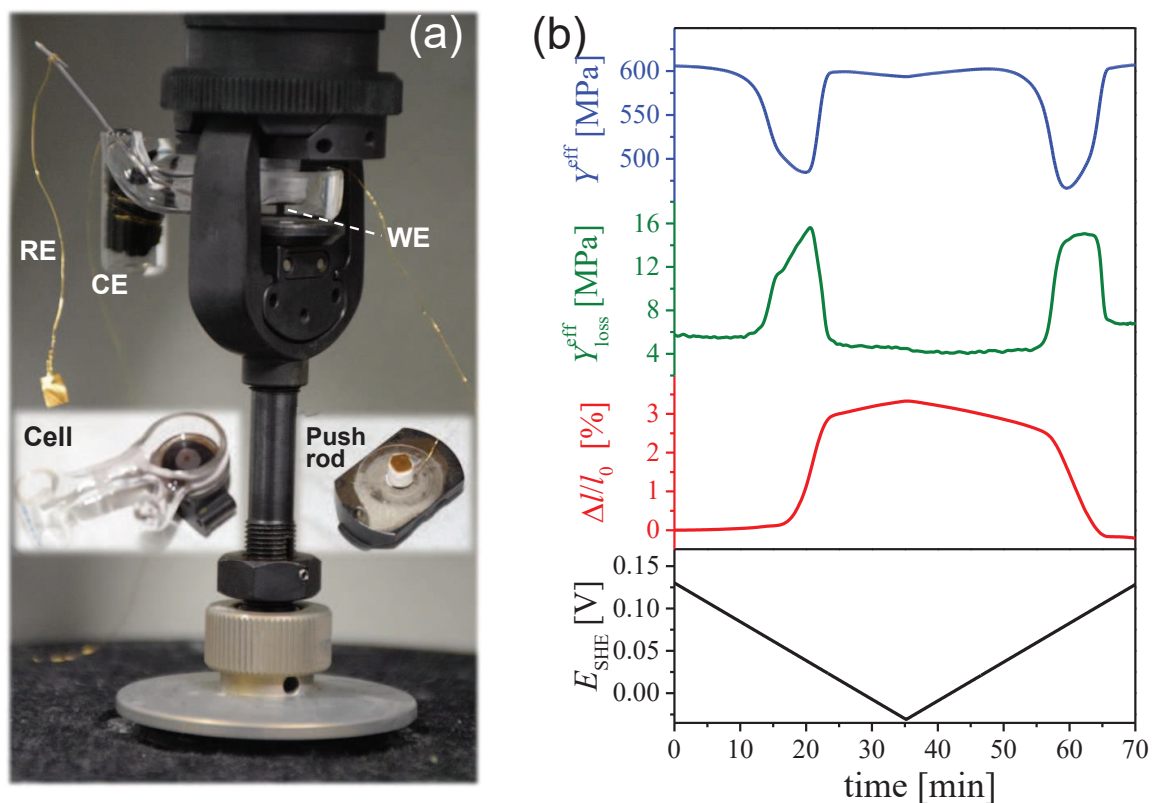 (a)
RE
CE
WE
Cell
Push
rod
(b)
Y^eff [MPa]
600
550
500
Y^eff_loss [MPa]
16
12
8
4
Δl/l_0 [%]
3
2
1
0
E_SHE [V]
0.15
0.10
0.05
0.00
0 10 20 30 40 50 60 70
time [min]